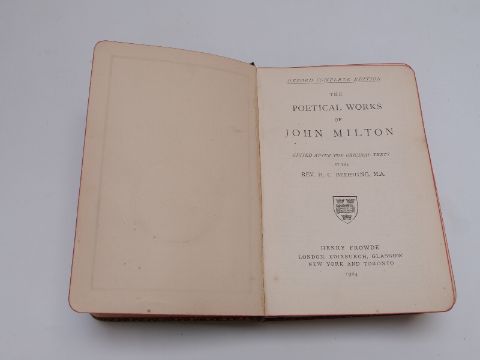 OXFORD COMPLETE EDITION
THE
POETICAL WORKS
OF
JOHN MILTON
EDITED AFTER THE ORIGINAL TEXTS
BY THE
REV. H. C. BEECHING, M.A.
HENRY FROWDE
LONDON, EDINBURGH, GLASGOW
NEW YORK AND TORONTO
1904